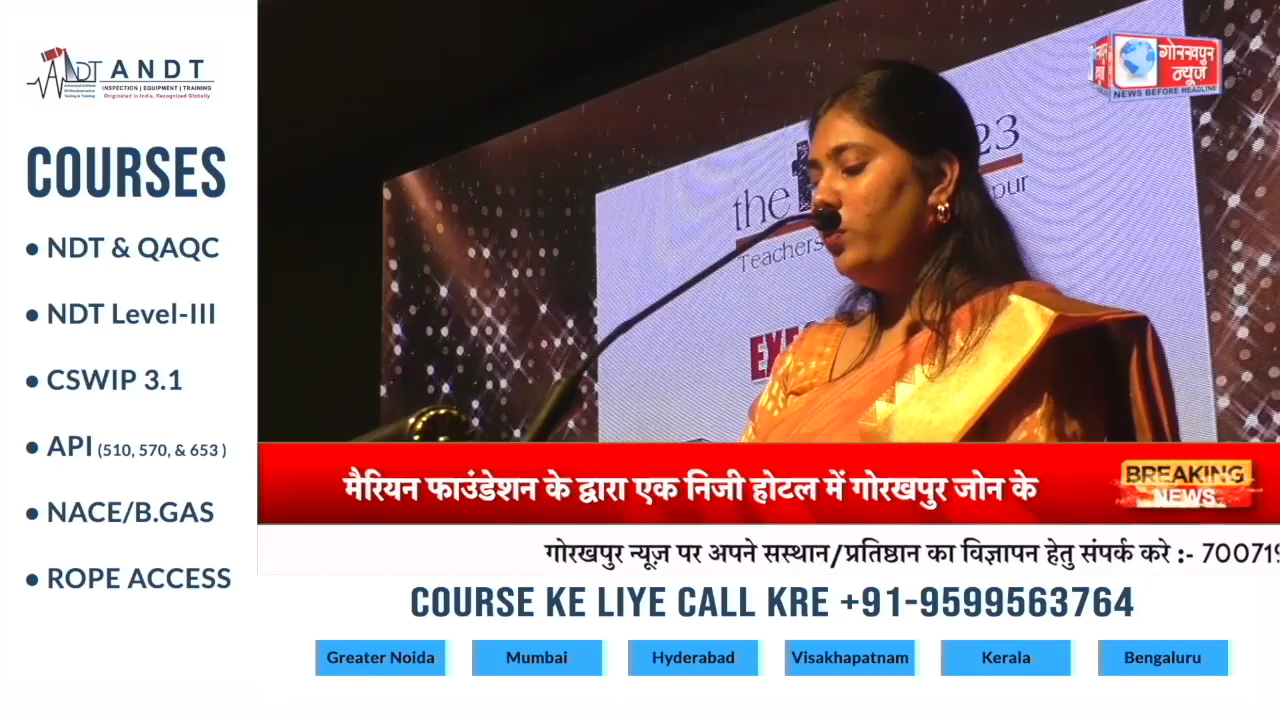 ANDT
INSPECTION | EQUIPMENT | TRAINING
Originated in India, Recognized Globally
COURSES
• NDT & QAQC
• NDT Level-III
• CSWIP 3.1
• API (510, 570, & 653 )
• NACE/B.GAS
• ROPE ACCESS
गोरखपुर
न्यूज़
NEWS BEFORE HEADLINE
the t 23
Teachers pur
मैरियन फाउंडेशन के द्वारा एक निजी होटल में गोरखपुर जोन के
BREAKING
NEWS
गोरखपुर न्यूज़ पर अपने सस्थान/प्रतिष्ठान का विज्ञापन हेतु संपर्क करे :- 70071
COURSE KE LIYE CALL KRE +91-9599563764
Greater Noida
Mumbai
Hyderabad
Visakhapatnam
Kerala
Bengaluru